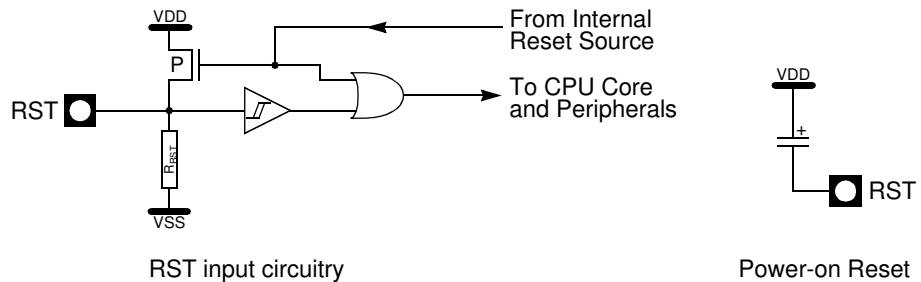 VDD
From Internal
Reset Source
P
To CPU Core
and Peripherals
RST
RRST
VSS
RST input circuitry
VDD
+
RST
Power-on Reset